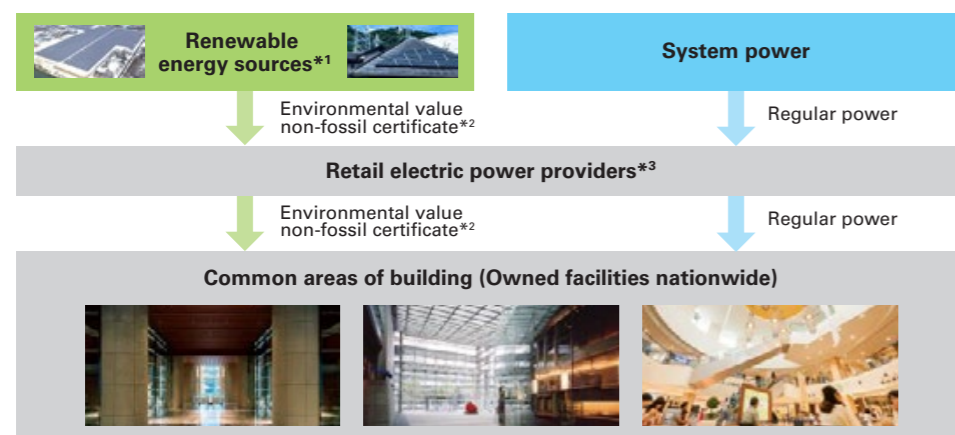 Renewable
energy sources*1
System power
Environmental value
non-fossil certificate*2
Regular power
Retail electric power providers*3
Environmental value
non-fossil certificate*2
Regular power
Common areas of building (Owned facilities nationwide)